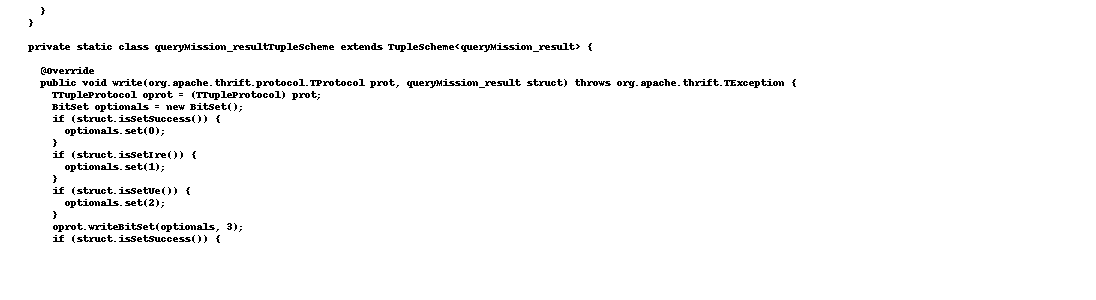 }
  }

  private static class queryMission_resultTupleScheme extends TupleScheme<queryMission_result> {

    @Override
    public void write(org.apache.thrift.protocol.TProtocol prot, queryMission_result struct) throws org.apache.thrift.TException {
      TTupleProtocol oprot = (TTupleProtocol) prot;
      BitSet optionals = new BitSet();
      if (struct.isSetSuccess()) {
        optionals.set(0);
      }
      if (struct.isSetIre()) {
        optionals.set(1);
      }
      if (struct.isSetUe()) {
        optionals.set(2);
      }
      oprot.writeBitSet(optionals, 3);
      if (struct.isSetSuccess()) {